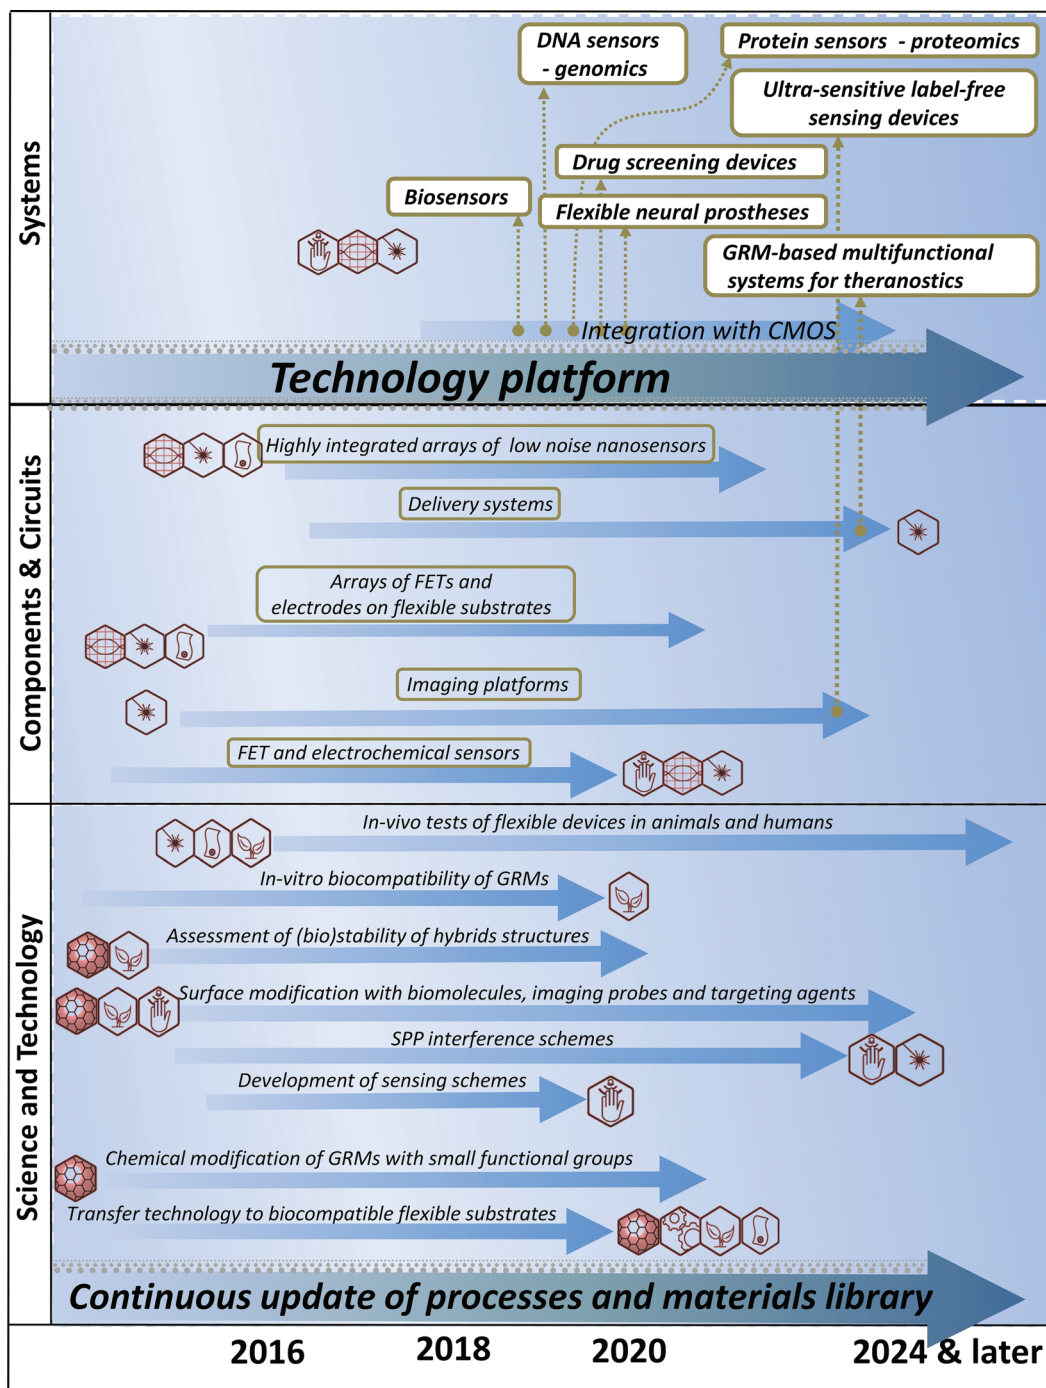 Systems
DNA sensors
- genomics
Protein sensors - proteomics
Ultra-sensitive label-free
sensing devices
Drug screening devices
Biosensors
Flexible neural prostheses
GRM-based multifunctional
systems for theranostics
Integration with CMOS
Technology platform
Components & Circuits
Highly integrated arrays of low noise nanosensors
Delivery systems
Arrays of FETs and
electrodes on flexible substrates
Imaging platforms
FET and electrochemical sensors
Science and Technology
In-vivo tests of flexible devices in animals and humans
In-vitro biocompatibility of GRMs
Assessment of (bio)stability of hybrids structures
Surface modification with biomolecules, imaging probes and targeting agents
SPP interference schemes
Development of sensing schemes
Chemical modification of GRMs with small functional groups
Transfer technology to biocompatible flexible substrates
Continuous update of processes and materials library
2016 2018 2020 2024 & later